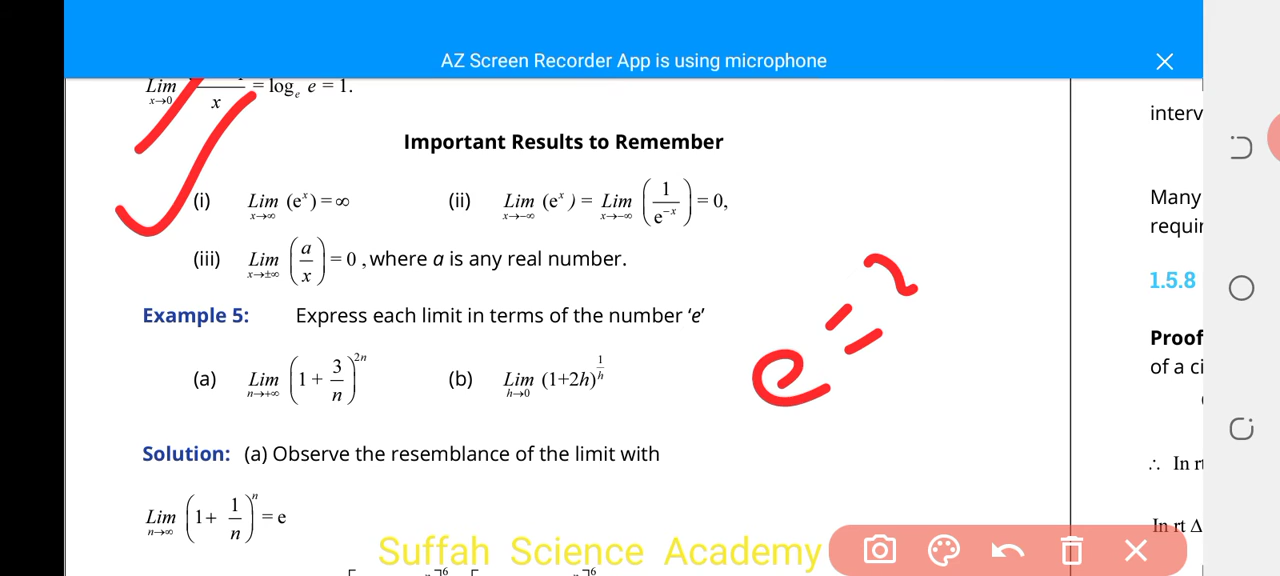 AZ Screen Recorder App is using microphone
Lim x→0 x = logₑ e = 1.
Important Results to Remember
(i) Lim x→∞ (eˣ) = ∞ (ii) Lim x→−∞ (eˣ) = Lim x→−∞ (1/e⁻ˣ) = 0,
(iii) Lim x→±∞ (a/x) = 0 , where a is any real number.
Example 5: Express each limit in terms of the number ‘e’
(a) Lim n→+∞ (1 + 3/n)²ⁿ (b) Lim h→0 (1+2h)^(1/h)
Solution: (a) Observe the resemblance of the limit with
Lim n→∞ (1+ 1/n)ⁿ = e
Suffah Science Academy
interv
Many
requir
1.5.8
Proof
of a ci
∴ In rt
In rt Δ